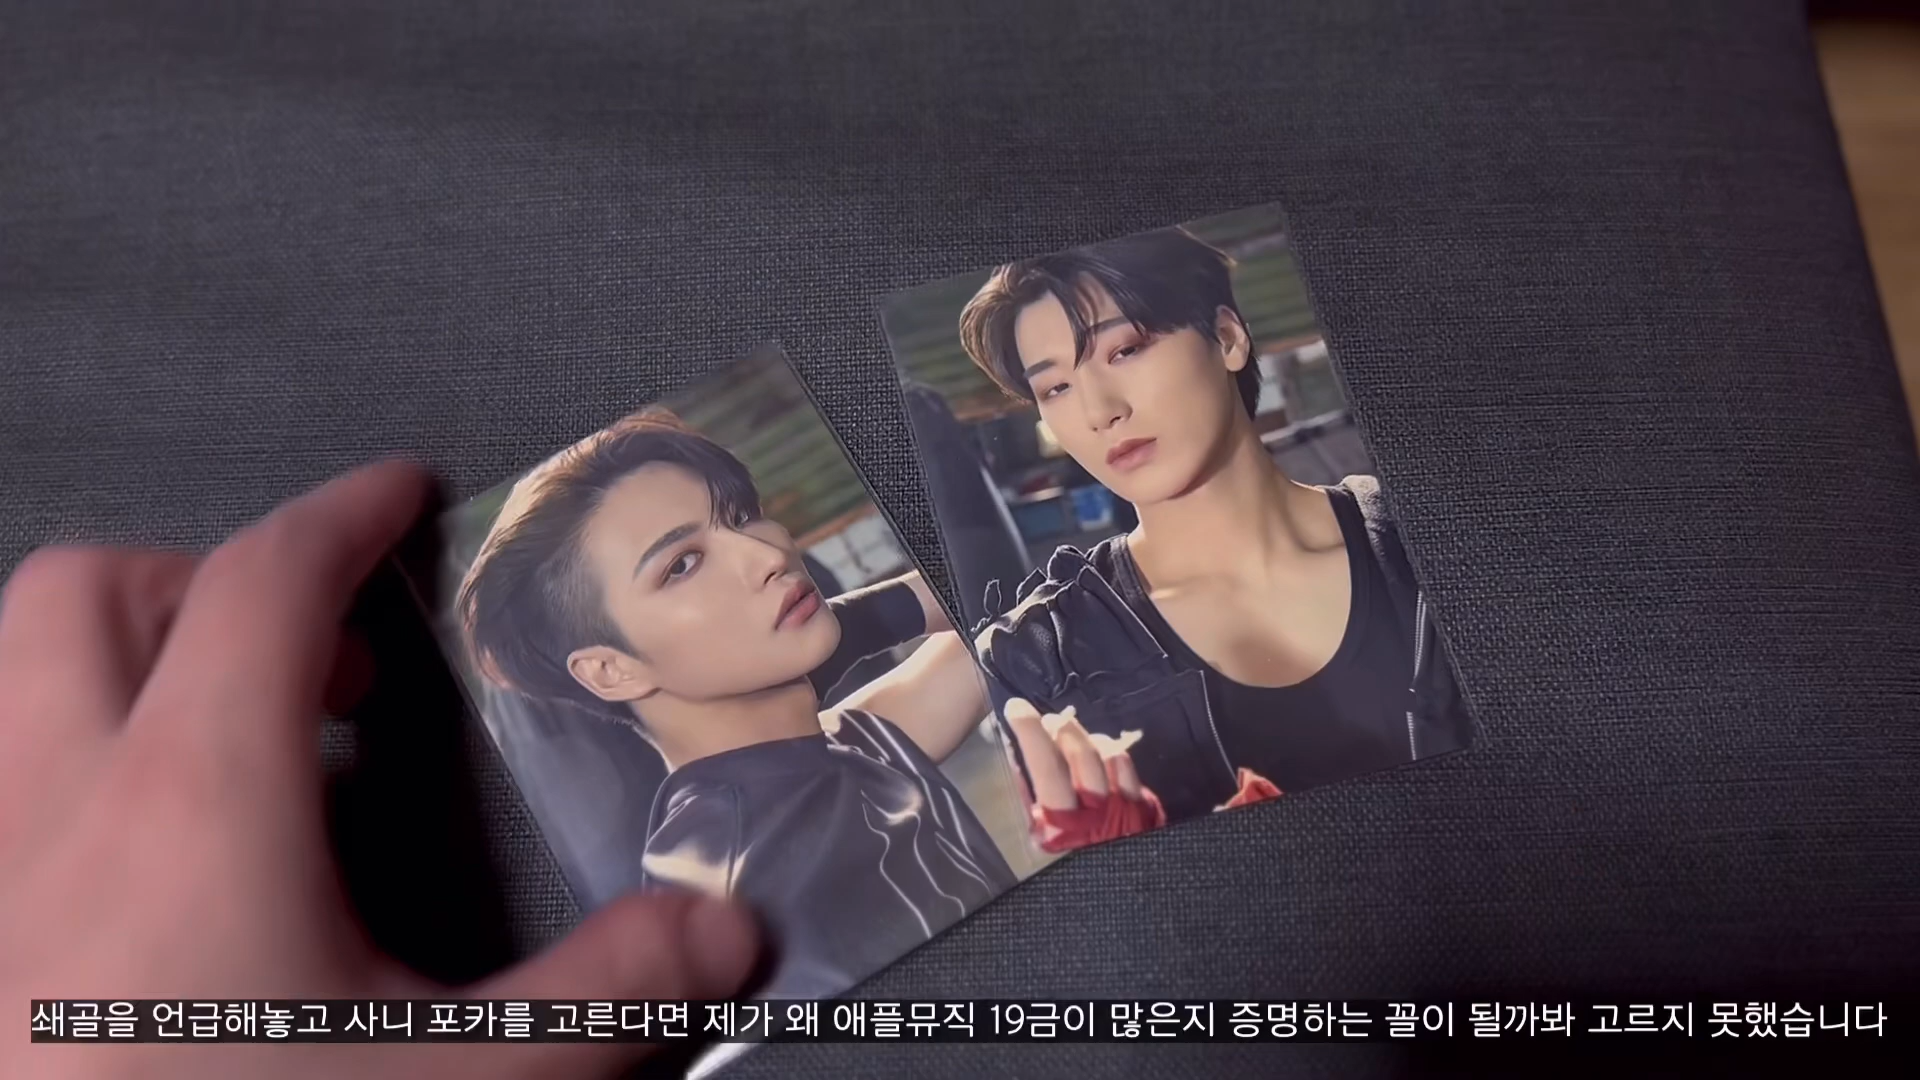 쇄골을 언급해놓고 사니 포카를 고른다면 제가 왜 애플뮤직 19금이 많은지 증명하는 꼴이 될까봐 고르지 못했습니다